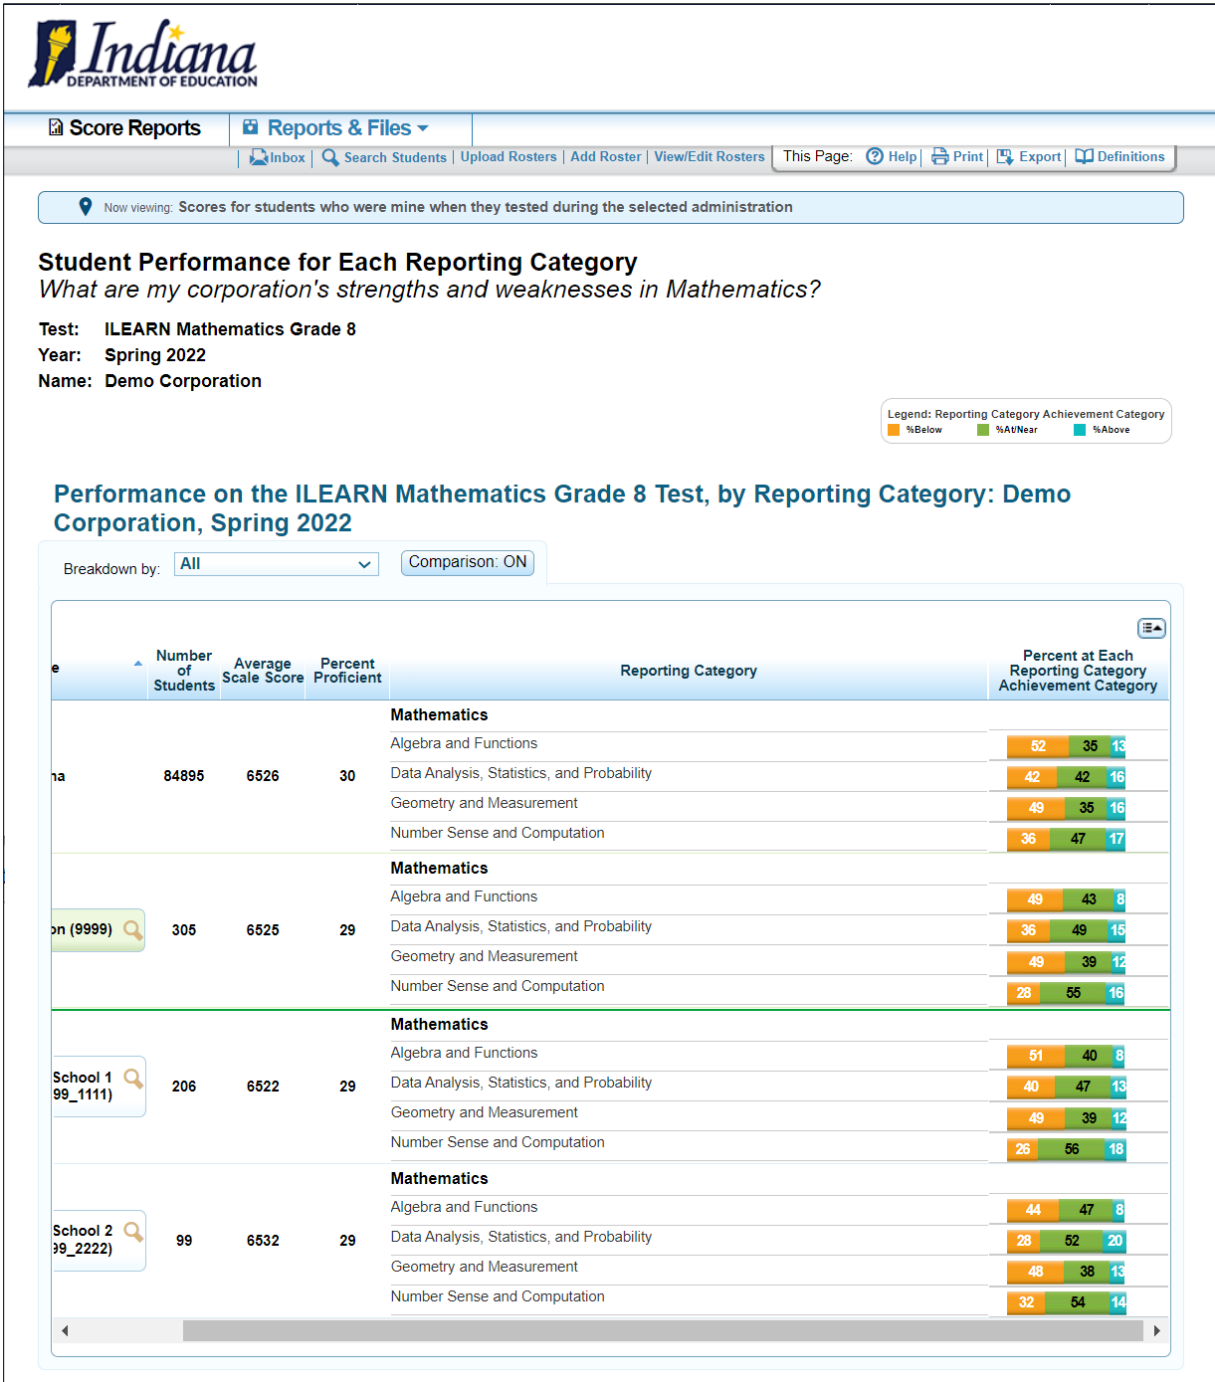 Indiana
DEPARTMENT OF EDUCATION
Score Reports
Reports & Files
Inbox | Search Students | Upload Rosters | Add Roster | View/Edit Rosters
This Page: Help | Print | Export | Definitions
Now viewing: Scores for students who were mine when they tested during the selected administration
Student Performance for Each Reporting Category
What are my corporation's strengths and weaknesses in Mathematics?
Test: ILEARN Mathematics Grade 8
Year: Spring 2022
Name: Demo Corporation
Legend: Reporting Category Achievement Category
%Below %At/Near %Above
Performance on the ILEARN Mathematics Grade 8 Test, by Reporting Category: Demo
Corporation, Spring 2022
Breakdown by: All
Comparison: ON
e
Number
of
Students
Average
Scale Score
Percent
Proficient
Reporting Category
Percent at Each
Reporting Category
Achievement Category
na 84895 6526 30
Mathematics
Algebra and Functions 52 35 13
Data Analysis, Statistics, and Probability 42 42 16
Geometry and Measurement 49 35 16
Number Sense and Computation 36 47 17
on (9999) 305 6525 29
Mathematics
Algebra and Functions 49 43 8
Data Analysis, Statistics, and Probability 36 49 15
Geometry and Measurement 49 39 12
Number Sense and Computation 28 55 16
School 1
99_1111)
206 6522 29
Mathematics
Algebra and Functions 51 40 8
Data Analysis, Statistics, and Probability 40 47 13
Geometry and Measurement 49 39 12
Number Sense and Computation 26 56 18
School 2
99_2222)
99 6532 29
Mathematics
Algebra and Functions 44 47 8
Data Analysis, Statistics, and Probability 28 52 20
Geometry and Measurement 48 38 13
Number Sense and Computation 32 54 14